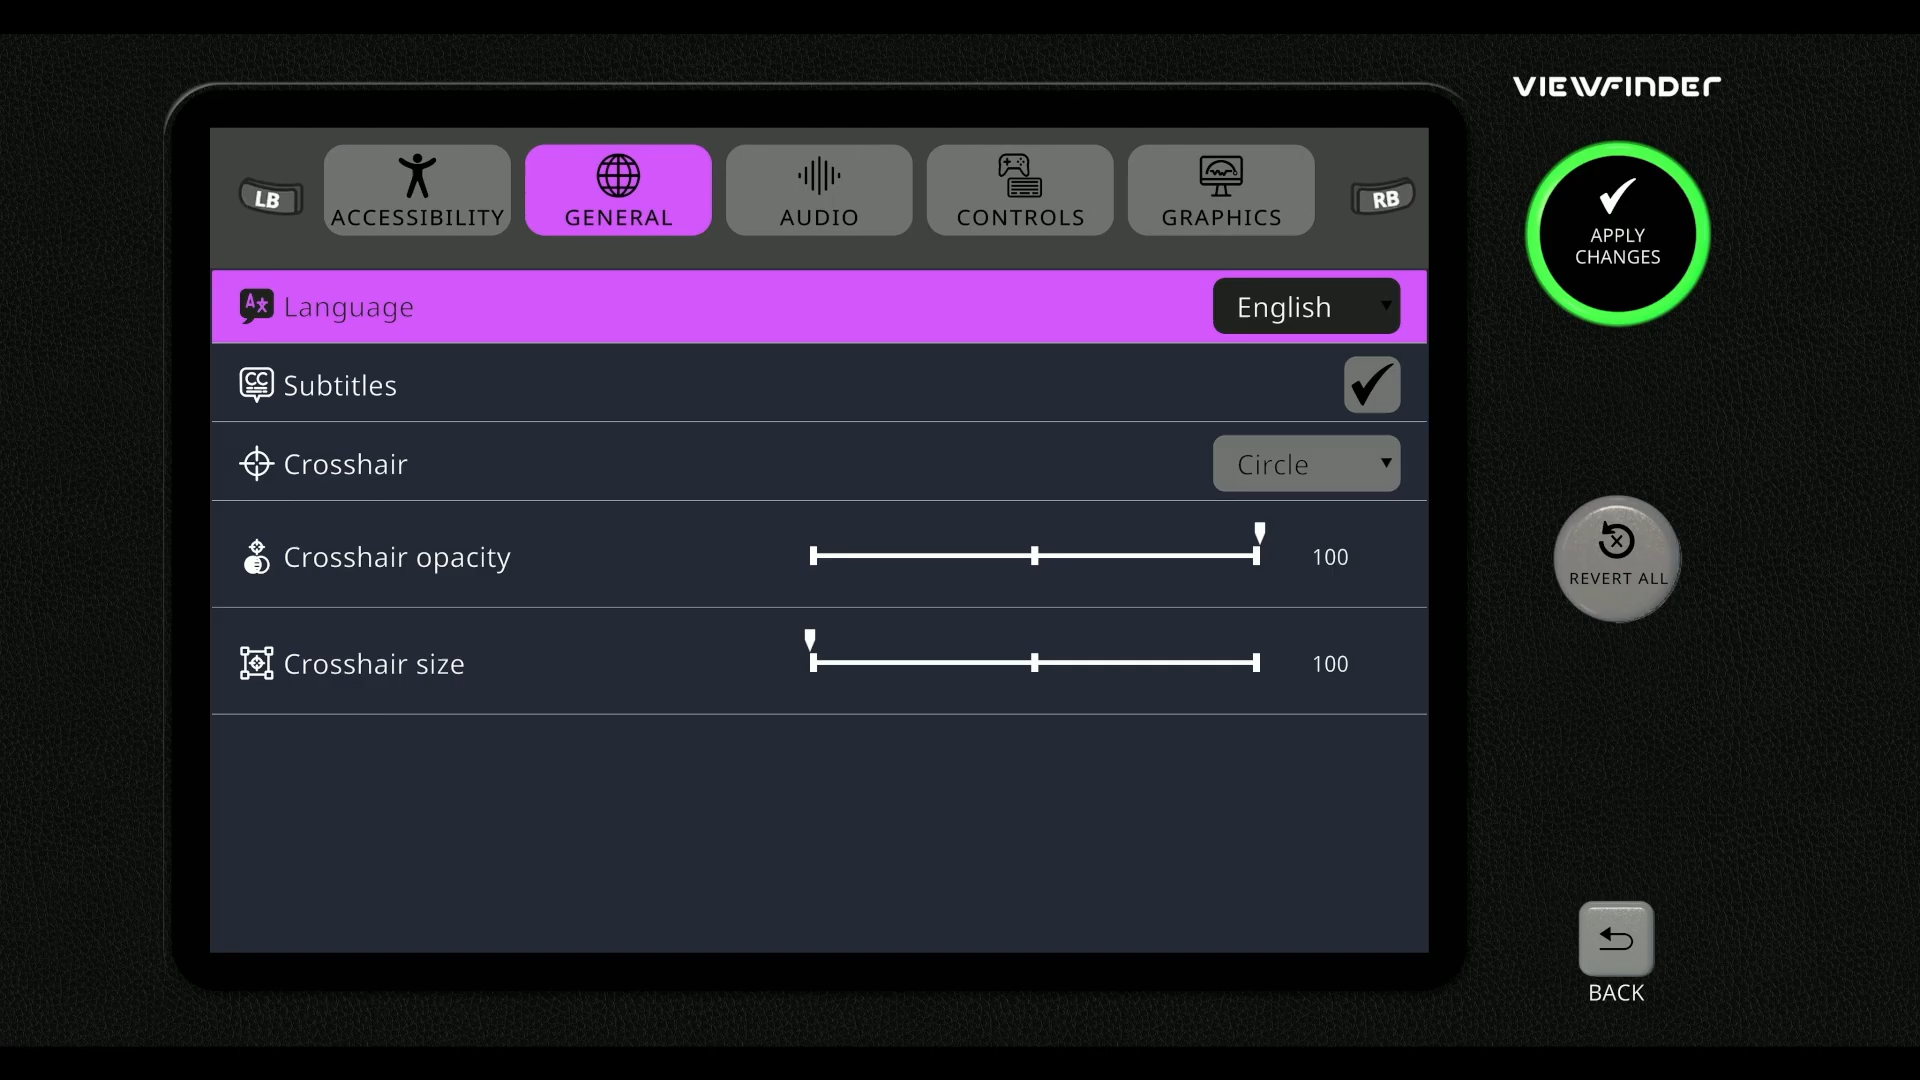 VIEWFINDER
LB
ACCESSIBILITY
GENERAL
AUDIO
CONTROLS
GRAPHICS
RB
APPLY
CHANGES
Language
English
Subtitles
CC
Crosshair
Circle
Crosshair opacity
100
REVERT ALL
Crosshair size
100
BACK